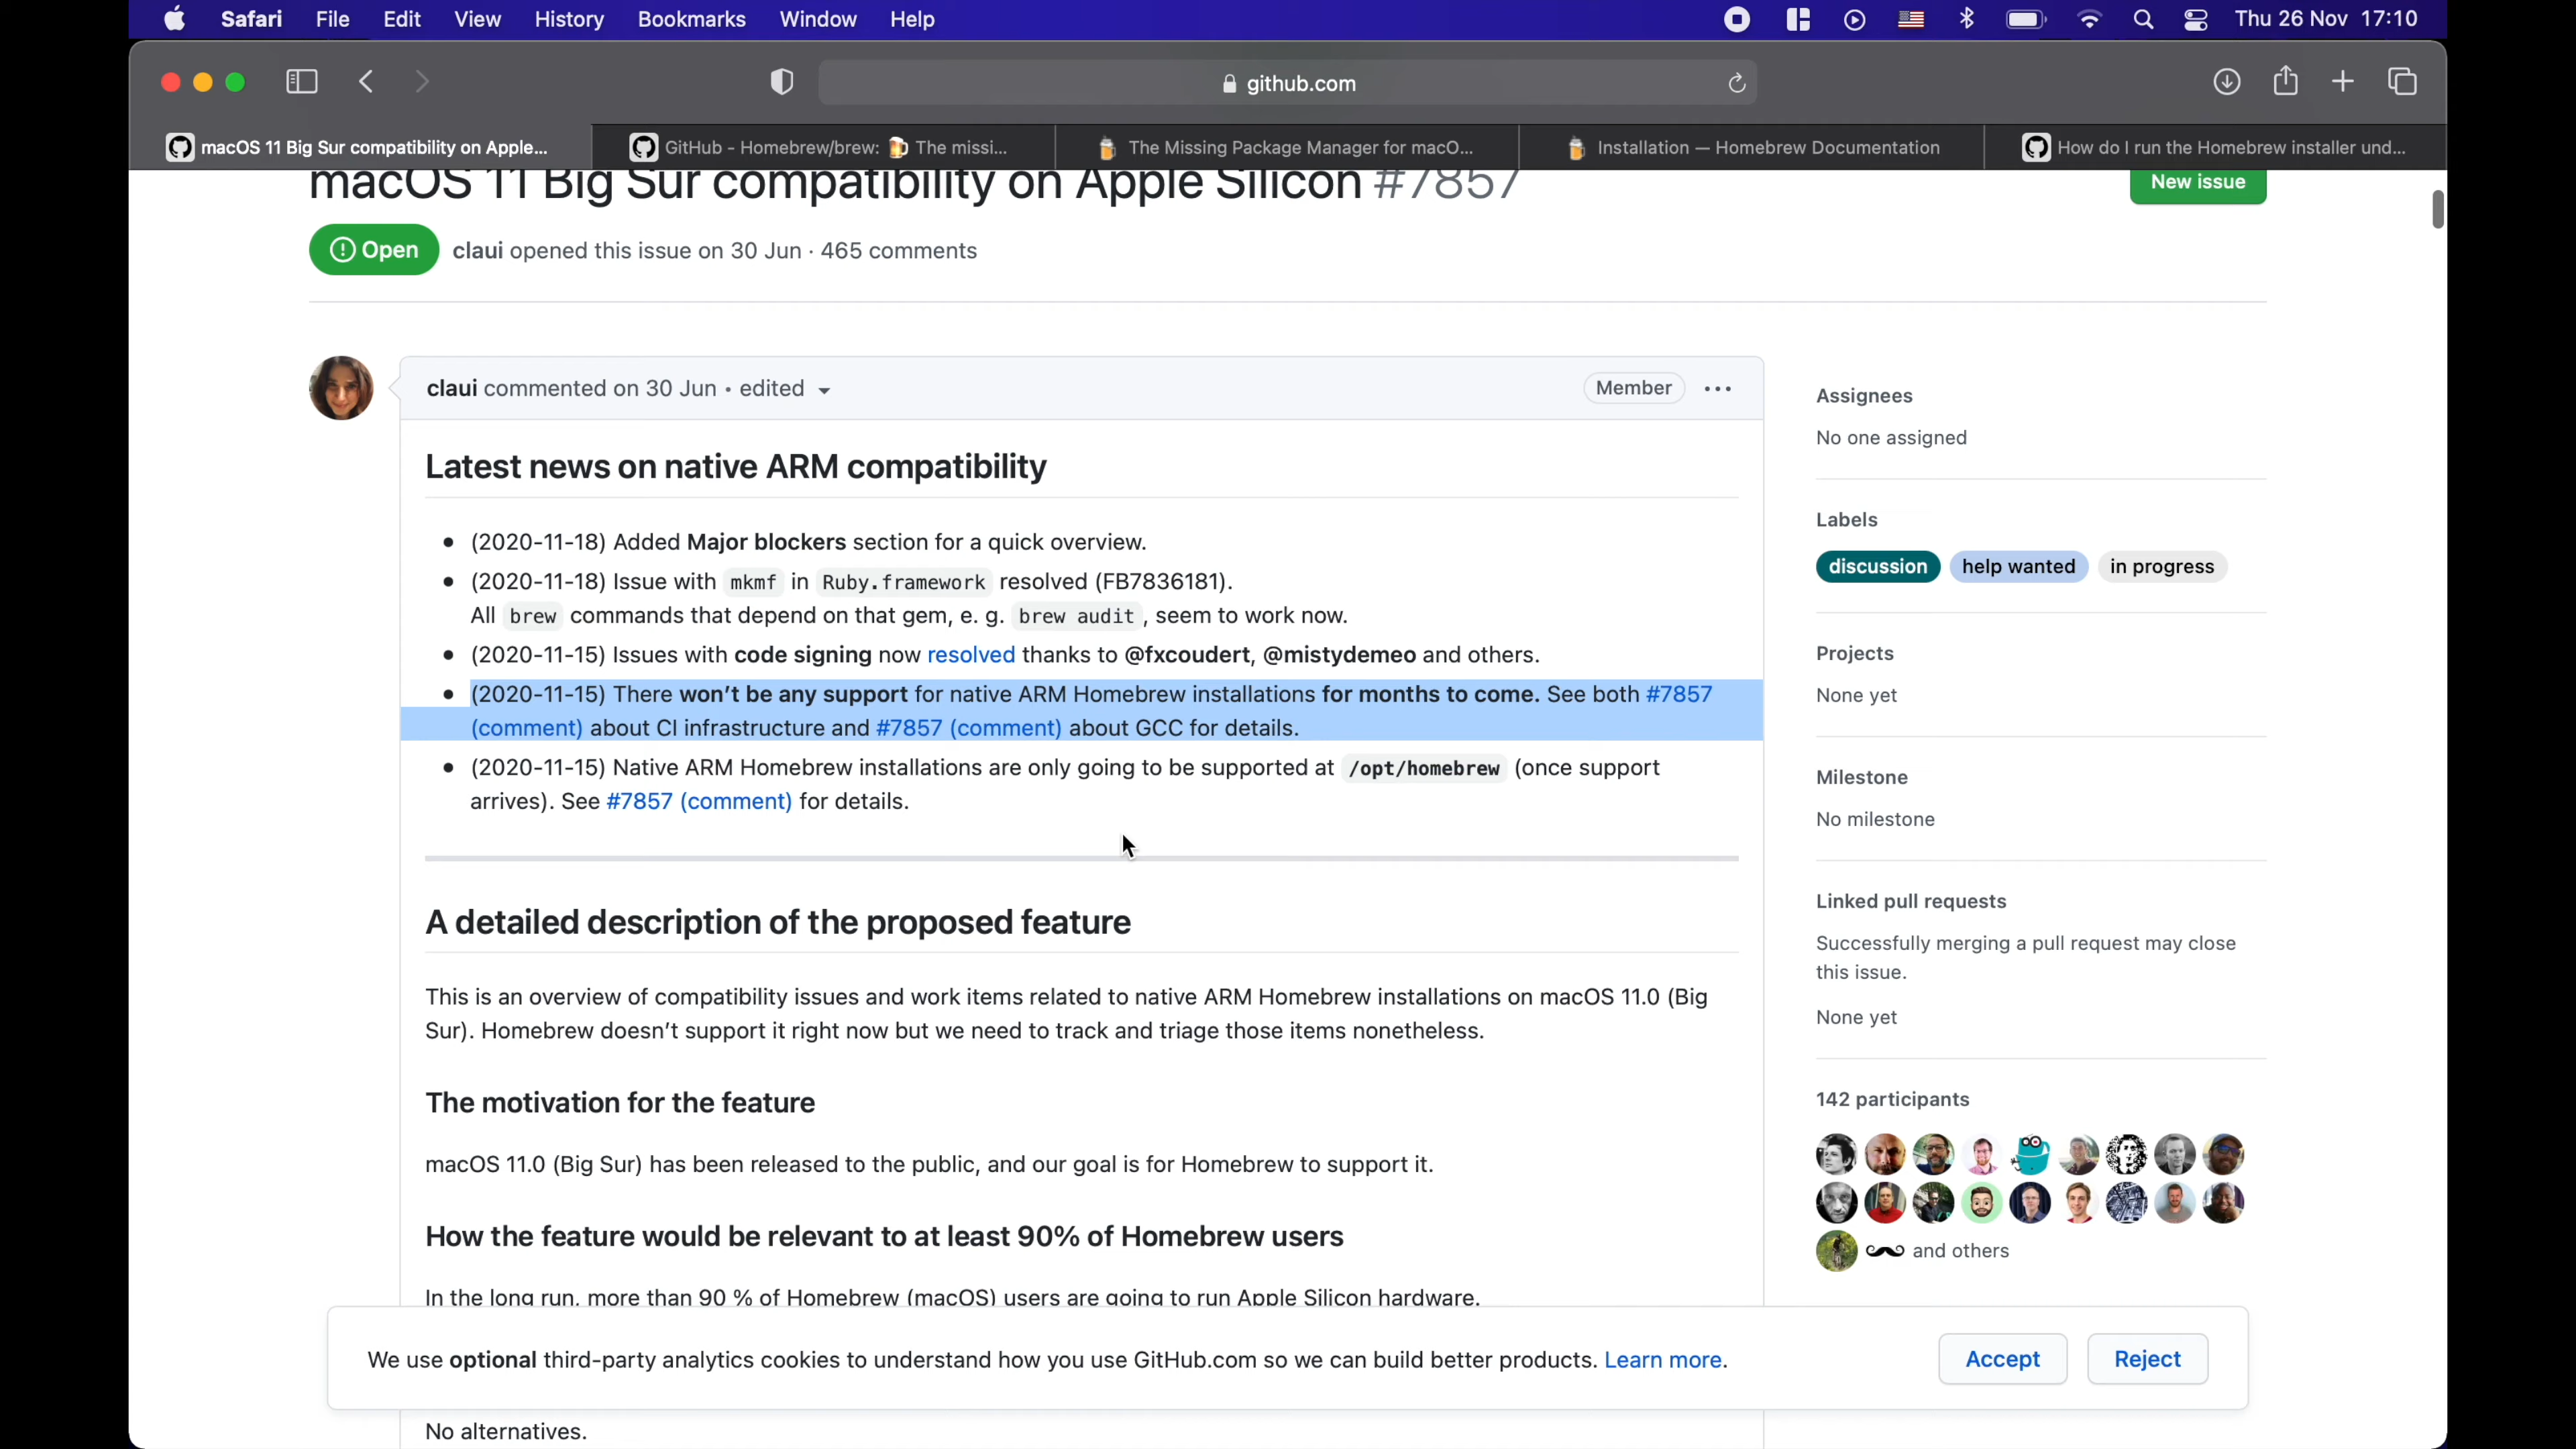 Safari File Edit View History Bookmarks Window Help Thu 26 Nov 17:10
github.com
macOS 11 Big Sur compatibility on Apple... GitHub - Homebrew/brew: 🍺 The missi... The Missing Package Manager for macO... Installation — Homebrew Documentation How do I run the Homebrew installer und...
macOS 11 Big Sur compatibility on Apple Silicon #7857
New issue
Open claui opened this issue on 30 Jun · 465 comments
claui commented on 30 Jun • edited Member
Latest news on native ARM compatibility
• (2020-11-18) Added Major blockers section for a quick overview.
• (2020-11-18) Issue with mkmf in Ruby.framework resolved (FB7836181).
All brew commands that depend on that gem, e. g. brew audit, seem to work now.
• (2020-11-15) Issues with code signing now resolved thanks to @fxcoudert, @mistydemeo and others.
• (2020-11-15) There won't be any support for native ARM Homebrew installations for months to come. See both #7857
(comment) about CI infrastructure and #7857 (comment) about GCC for details.
• (2020-11-15) Native ARM Homebrew installations are only going to be supported at /opt/homebrew (once support
arrives). See #7857 (comment) for details.
A detailed description of the proposed feature
This is an overview of compatibility issues and work items related to native ARM Homebrew installations on macOS 11.0 (Big
Sur). Homebrew doesn't support it right now but we need to track and triage those items nonetheless.
The motivation for the feature
macOS 11.0 (Big Sur) has been released to the public, and our goal is for Homebrew to support it.
How the feature would be relevant to at least 90% of Homebrew users
In the long run, more than 90 % of Homebrew (macOS) users are going to run Apple Silicon hardware.
Assignees
No one assigned
Labels
discussion help wanted in progress
Projects
None yet
Milestone
No milestone
Linked pull requests
Successfully merging a pull request may close
this issue.
None yet
142 participants
and others
We use optional third-party analytics cookies to understand how you use GitHub.com so we can build better products. Learn more.
Accept Reject
No alternatives.